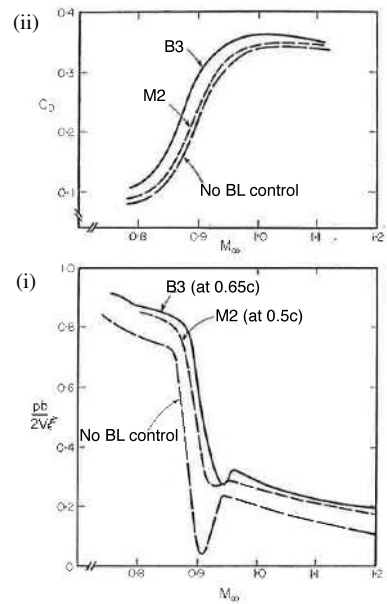 (ii)
0·4
B3
0·3
M2
C_D
0·2
No BL control
0·1
0·8 0·9 1·0 1·1 1·2
M∞
(i)
1·0
B3 (at 0.65c)
0·8
M2 (at 0.5c)
0·6
pb
2Vξ
No BL control
0·4
0·2
0
0·8 0·9 1·0 1·1 1·2
M∞